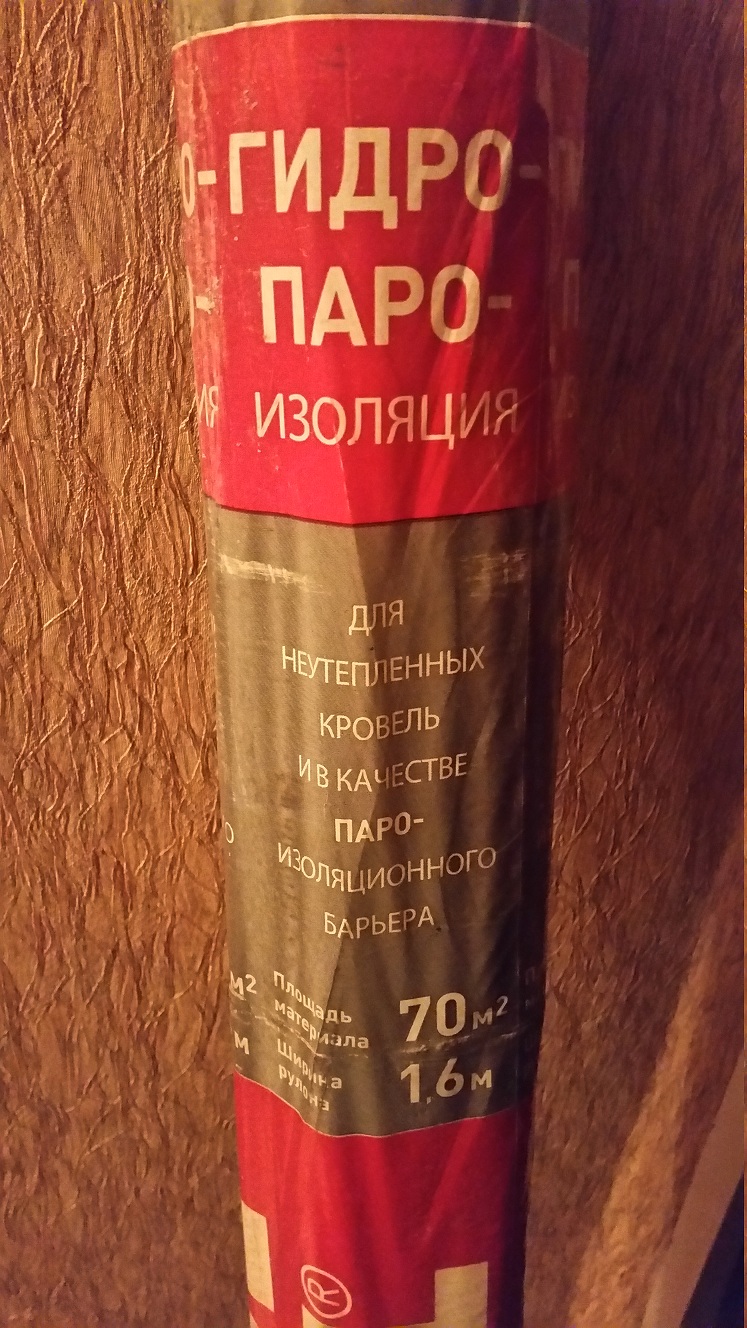 ГИДРО-
ПАРО-
ИЗОЛЯЦИЯ
ДЛЯ
НЕУТЕПЛЕННЫХ
КРОВЕЛЬ
И В КАЧЕСТВЕ
ПАРО-
ИЗОЛЯЦИОННОГО
БАРЬЕРА
Площадь
материала 70 м²
Ширина
рулона 1,6 м
®